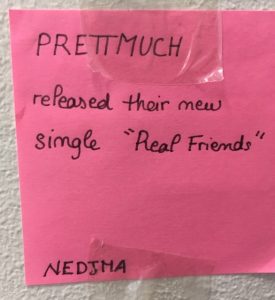 PRETTMUCH
released their new
single "Real Friends"
NEDJMA